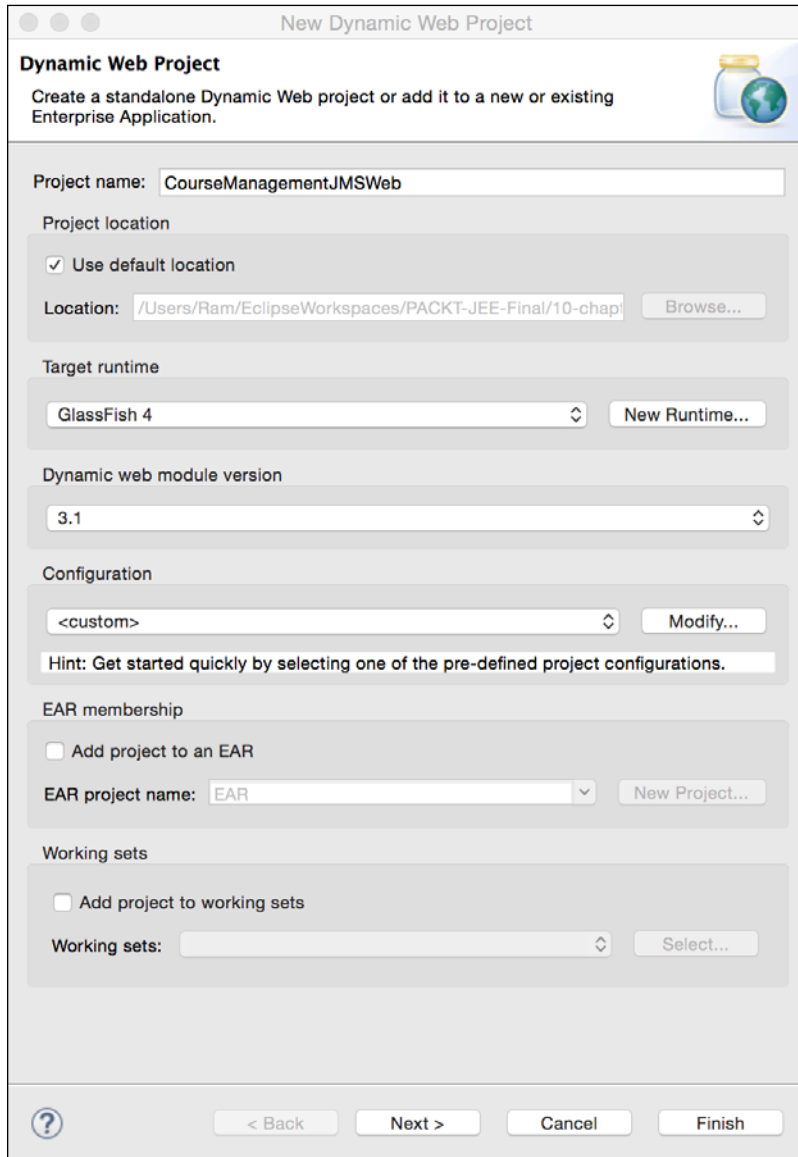 New Dynamic Web Project
Dynamic Web Project
Create a standalone Dynamic Web project or add it to a new or existing
Enterprise Application.
Project name: CourseManagementJMSWeb
Project location
Use default location
Location: /Users/Ram/EclipseWorkspaces/PACKT-JEE-Final/10-chapt Browse...
Target runtime
GlassFish 4 New Runtime...
Dynamic web module version
3.1
Configuration
<custom> Modify...
Hint: Get started quickly by selecting one of the pre-defined project configurations.
EAR membership
Add project to an EAR
EAR project name: EAR New Project...
Working sets
Add project to working sets
Working sets: Select...
? < Back Next > Cancel Finish